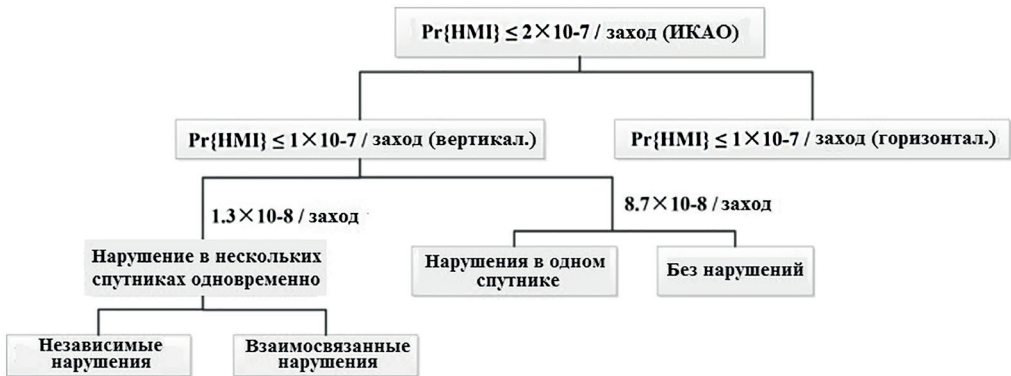 Pr{HMI} ≤ 2×10-7 / заход (ИКАО)
Pr{HMI} ≤ 1×10-7 / заход (вертикал.)
Pr{HMI} ≤ 1×10-7 / заход (горизонтал.)
1.3×10-8 / заход
8.7×10-8 / заход
Нарушение в нескольких
спутниках одновременно
Нарушения в одном
спутнике
Без нарушений
Независимые
нарушения
Взаимосвязанные
нарушения